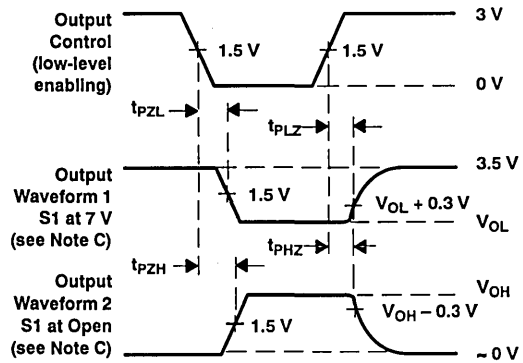 Output
Control
(low-level
enabling)
1.5 V
1.5 V
3 V
0 V
tPZL
tPLZ
Output
Waveform 1
S1 at 7 V
(see Note C)
1.5 V
3.5 V
VOL + 0.3 V
VOL
tPHZ
tPZH
Output
Waveform 2
S1 at Open
(see Note C)
1.5 V
VOH
VOH – 0.3 V
~ 0 V